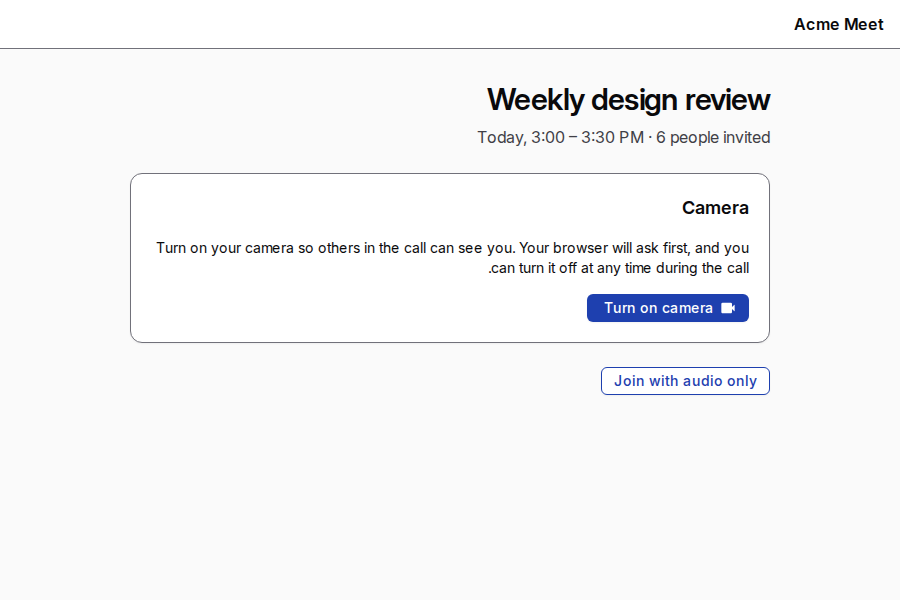 Acme Meet
Weekly design review
Today, 3:00 – 3:30 PM · 6 people invited
Camera
Turn on your camera so others in the call can see you. Your browser will ask first, and you
.can turn it off at any time during the call
Turn on camera
Join with audio only